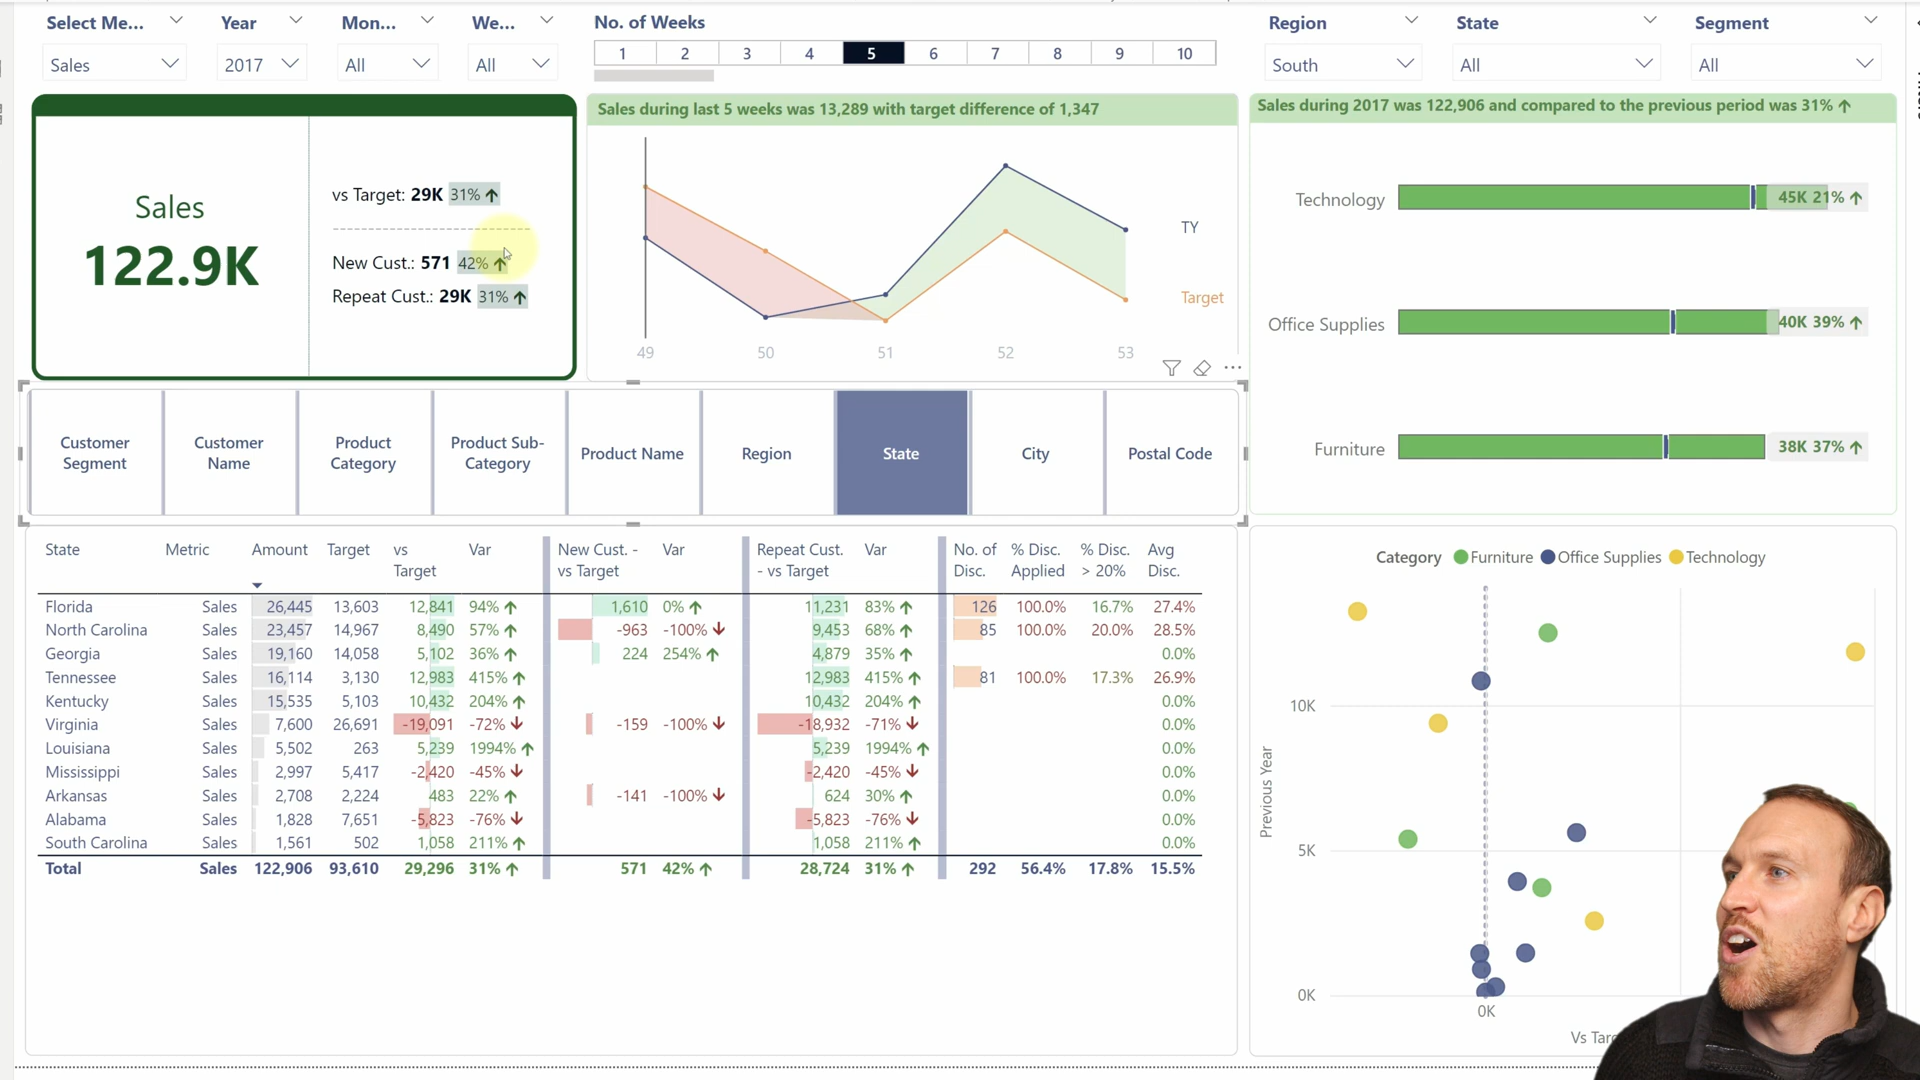 Select Me...
Year
Mon...
We...
No. of Weeks
Region
State
Segment
Sales
2017
All
All
1 2 3 4 5 6 7 8 9 10
South
All
All
Sales
122.9K
vs Target: 29K 31% ↑
New Cust.: 571 42% ↑
Repeat Cust.: 29K 31% ↑
Sales during last 5 weeks was 13,289 with target difference of 1,347
TY
Target
49 50 51 52 53
Sales during 2017 was 122,906 and compared to the previous period was 31% ↑
Technology 45K 21% ↑
Office Supplies 40K 39% ↑
Furniture 38K 37% ↑
Customer Segment
Customer Name
Product Category
Product Sub-Category
Product Name
Region
State
City
Postal Code
State Metric Amount Target vs Target Var New Cust. - vs Target Var Repeat Cust. - vs Target Var No. of Disc. % Disc. Applied % Disc. > 20% Avg Disc.
Florida Sales 26,445 13,603 12,841 94% ↑ 1,610 0% ↑ 11,231 83% ↑ 126 100.0% 16.7% 27.4%
North Carolina Sales 23,457 14,967 8,490 57% ↑ -963 -100% ↓ 9,453 68% ↑ 85 100.0% 20.0% 28.5%
Georgia Sales 19,160 14,058 5,102 36% ↑ 224 254% ↑ 4,879 35% ↑ 0.0%
Tennessee Sales 16,114 3,130 12,983 415% ↑ 12,983 415% ↑ 81 100.0% 17.3% 26.9%
Kentucky Sales 15,535 5,103 10,432 204% ↑ 10,432 204% ↑ 0.0%
Virginia Sales 7,600 26,691 -19,091 -72% ↓ -159 -100% ↓ -18,932 -71% ↓ 0.0%
Louisiana Sales 5,502 263 5,239 1994% ↑ 5,239 1994% ↑ 0.0%
Mississippi Sales 2,997 5,417 -2,420 -45% ↓ -2,420 -45% ↓ 0.0%
Arkansas Sales 2,708 2,224 483 22% ↑ -141 -100% ↓ 624 30% ↑ 0.0%
Alabama Sales 1,828 7,651 -5,823 -76% ↓ -5,823 -76% ↓ 0.0%
South Carolina Sales 1,561 502 1,058 211% ↑ 1,058 211% ↑ 0.0%
Total Sales 122,906 93,610 29,296 31% ↑ 571 42% ↑ 28,724 31% ↑ 292 56.4% 17.8% 15.5%
Category Furniture Office Supplies Technology
Previous Year
10K
5K
0K
0K
Vs